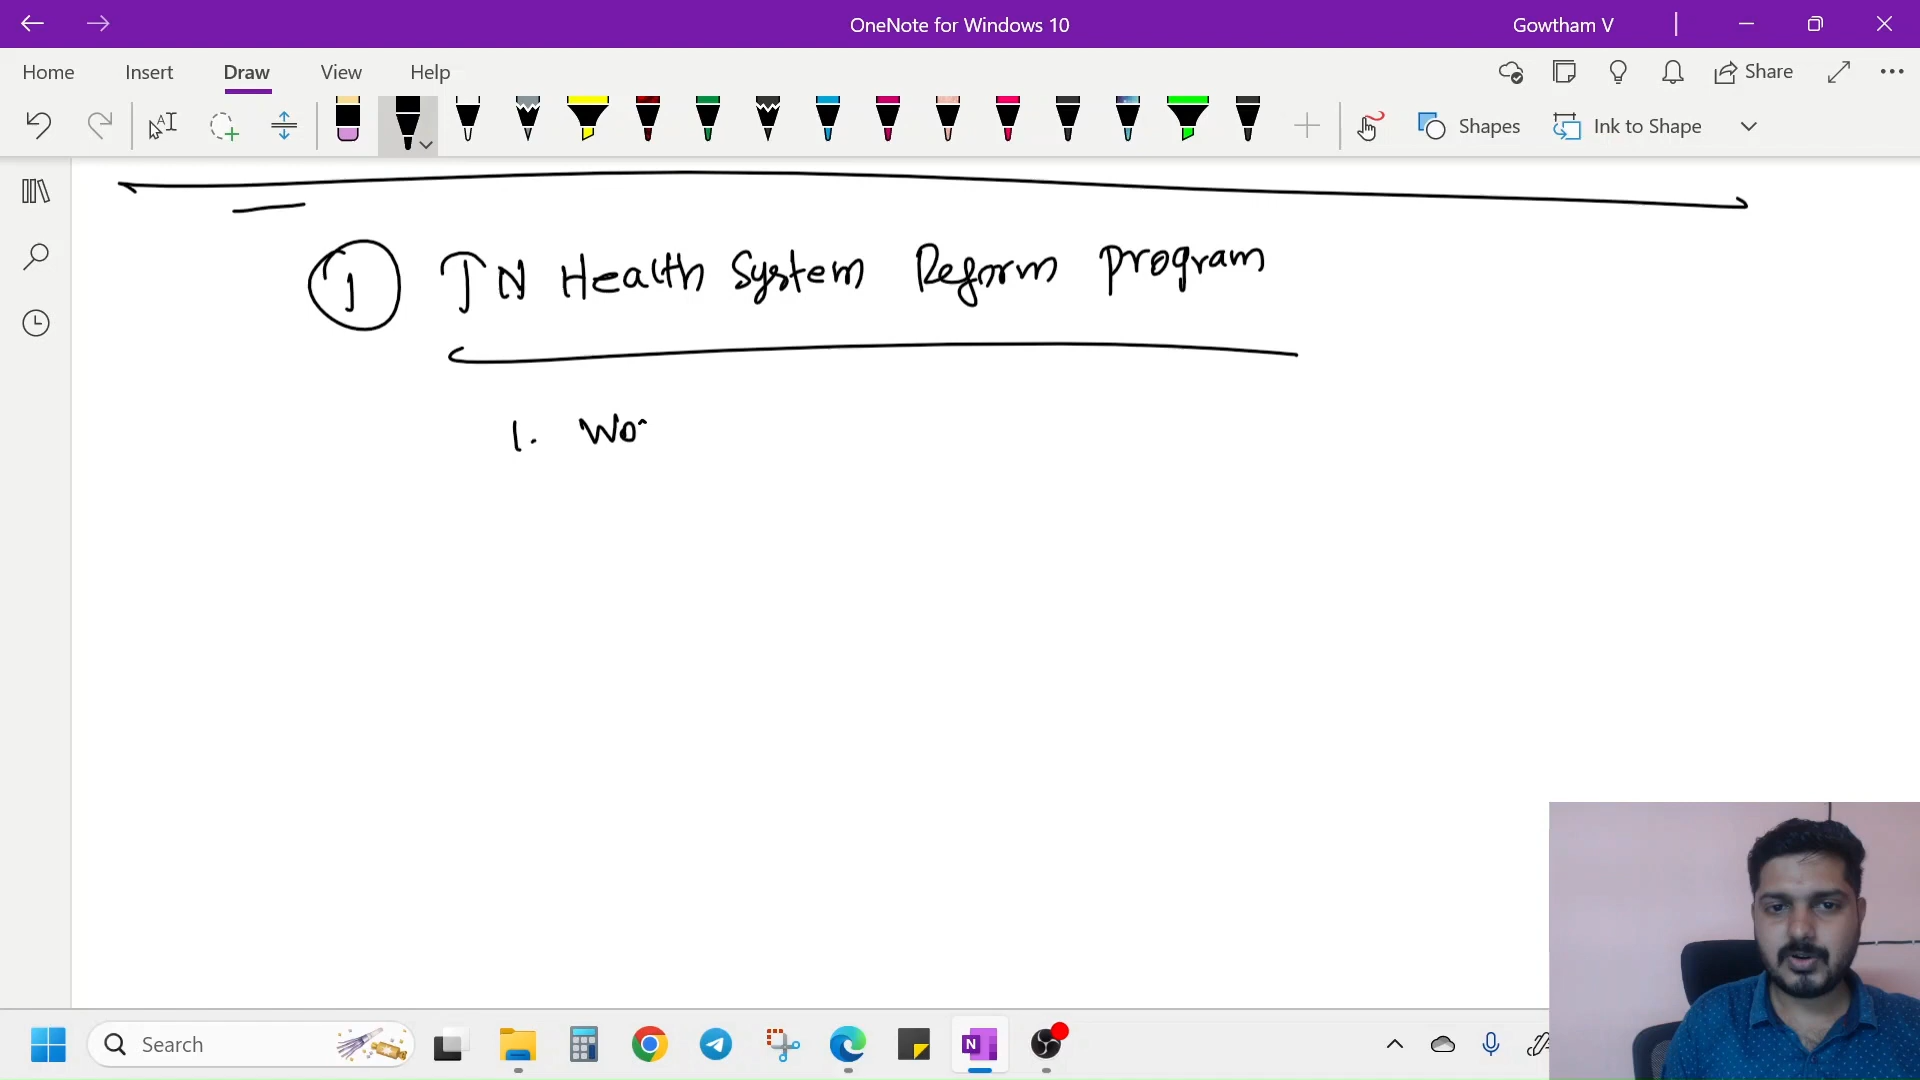 OneNote for Windows 10
Gowtham V
Home Insert Draw View Help
Share
Shapes
Ink to Shape
1 TN Health System Reform Program
1. Wo
Search